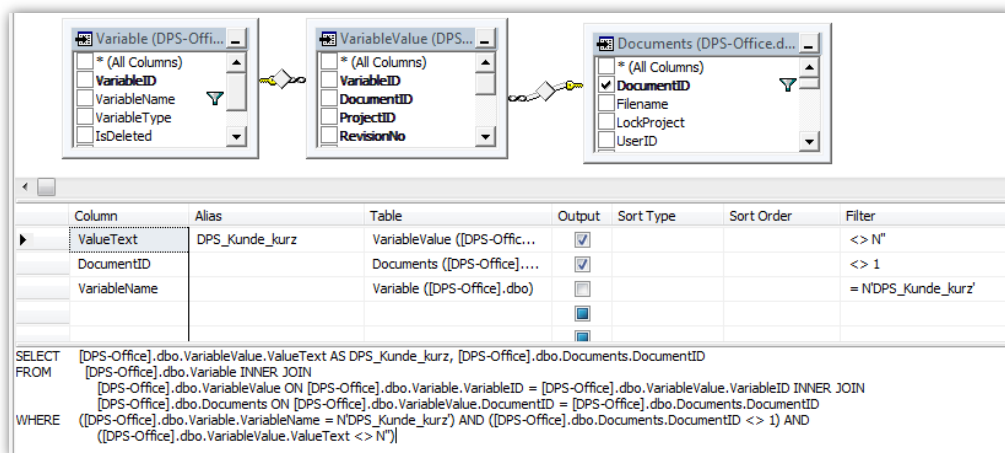 Variable (DPS-Offi...
VariableValue (DPS...
Documents (DPS-Office.d...
* (All Columns)
VariableID
VariableName
VariableType
IsDeleted
* (All Columns)
VariableID
DocumentID
ProjectID
RevisionNo
* (All Columns)
DocumentID
Filename
LockProject
UserID
Column Alias Table Output Sort Type Sort Order Filter
ValueText DPS_Kunde_kurz VariableValue ([DPS-Offic... <> N''
DocumentID Documents ([DPS-Office].... <> 1
VariableName Variable ([DPS-Office].dbo) = N'DPS_Kunde_kurz'
SELECT [DPS-Office].dbo.VariableValue.ValueText AS DPS_Kunde_kurz, [DPS-Office].dbo.Documents.DocumentID
FROM [DPS-Office].dbo.Variable INNER JOIN
[DPS-Office].dbo.VariableValue ON [DPS-Office].dbo.Variable.VariableID = [DPS-Office].dbo.VariableValue.VariableID INNER JOIN
[DPS-Office].dbo.Documents ON [DPS-Office].dbo.VariableValue.DocumentID = [DPS-Office].dbo.Documents.DocumentID
WHERE ([DPS-Office].dbo.Variable.VariableName = N'DPS_Kunde_kurz') AND ([DPS-Office].dbo.Documents.DocumentID <> 1) AND
([DPS-Office].dbo.VariableValue.ValueText <> N'')